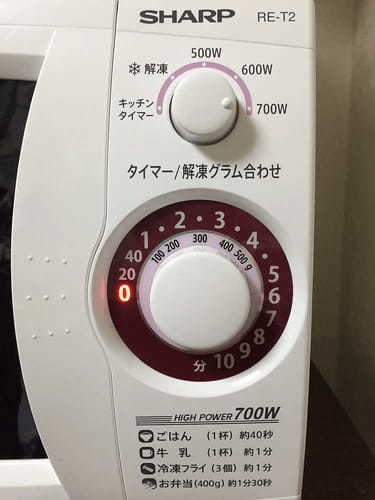 SHARP RE-T2
500W
❄解凍 600W
キッチン
タイマー 700W
タイマー/解凍グラム合わせ
0 20 40 1・2・3・4・5 6 7 8 9 10 分
100 200 300 400 500g
HIGH POWER 700W
ごはん (1杯) 約40秒
牛 乳 (1杯) 約1分
冷凍フライ (3個) 約1分
お弁当 (400g) 約1分30秒